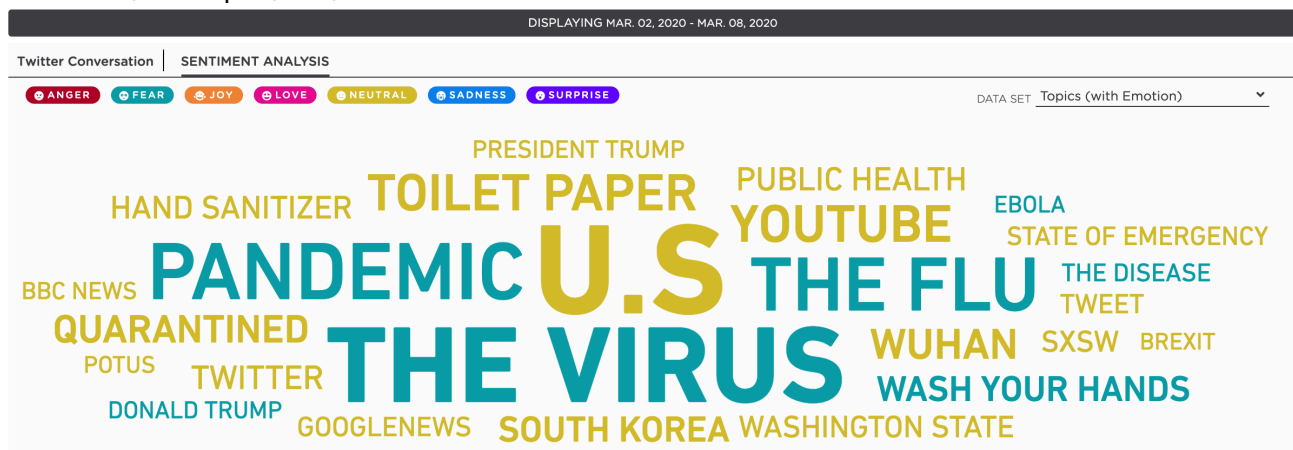 DISPLAYING MAR. 02, 2020 - MAR. 08, 2020
Twitter Conversation SENTIMENT ANALYSIS
ANGER FEAR JOY LOVE NEUTRAL SADNESS SURPRISE
DATA SET Topics (with Emotion)
PRESIDENT TRUMP
HAND SANITIZER TOILET PAPER PUBLIC HEALTH
YOUTUBE EBOLA
STATE OF EMERGENCY
PANDEMIC U.S THE FLU THE DISEASE
BBC NEWS TWEET
QUARANTINED THE VIRUS WUHAN SXSW BREXIT
POTUS TWITTER WASH YOUR HANDS
DONALD TRUMP GOOGLENEWS SOUTH KOREA WASHINGTON STATE